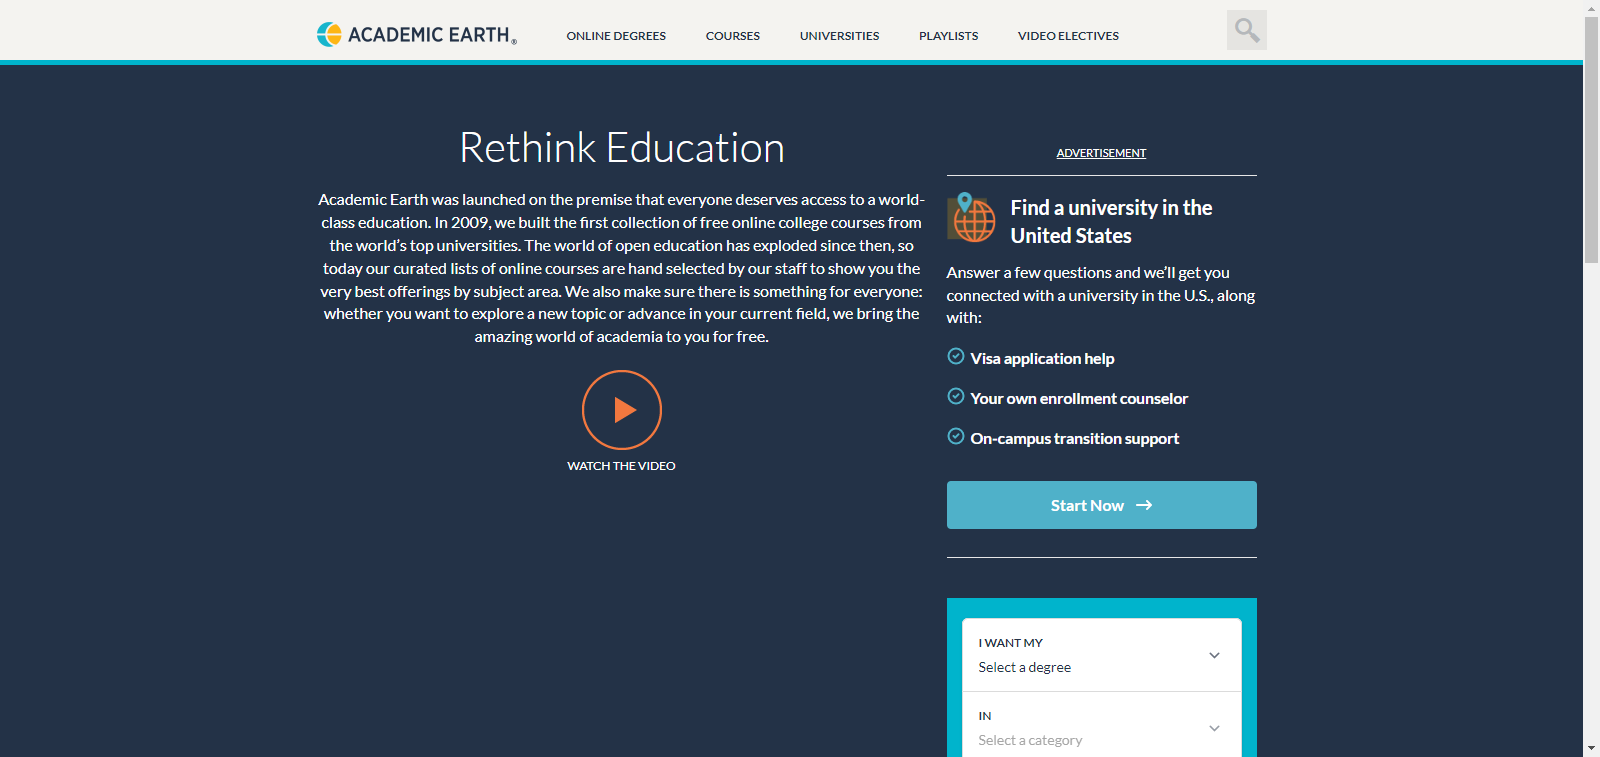 ACADEMIC EARTH®
ONLINE DEGREES
COURSES
UNIVERSITIES
PLAYLISTS
VIDEO ELECTIVES
Rethink Education
Academic Earth was launched on the premise that everyone deserves access to a world-
class education. In 2009, we built the first collection of free online college courses from
the world’s top universities. The world of open education has exploded since then, so
today our curated lists of online courses are hand selected by our staff to show you the
very best offerings by subject area. We also make sure there is something for everyone:
whether you want to explore a new topic or advance in your current field, we bring the
amazing world of academia to you for free.
WATCH THE VIDEO
ADVERTISEMENT
Find a university in the
United States
Answer a few questions and we’ll get you
connected with a university in the U.S., along
with:
Visa application help
Your own enrollment counselor
On-campus transition support
Start Now →
I WANT MY
Select a degree
IN
Select a category